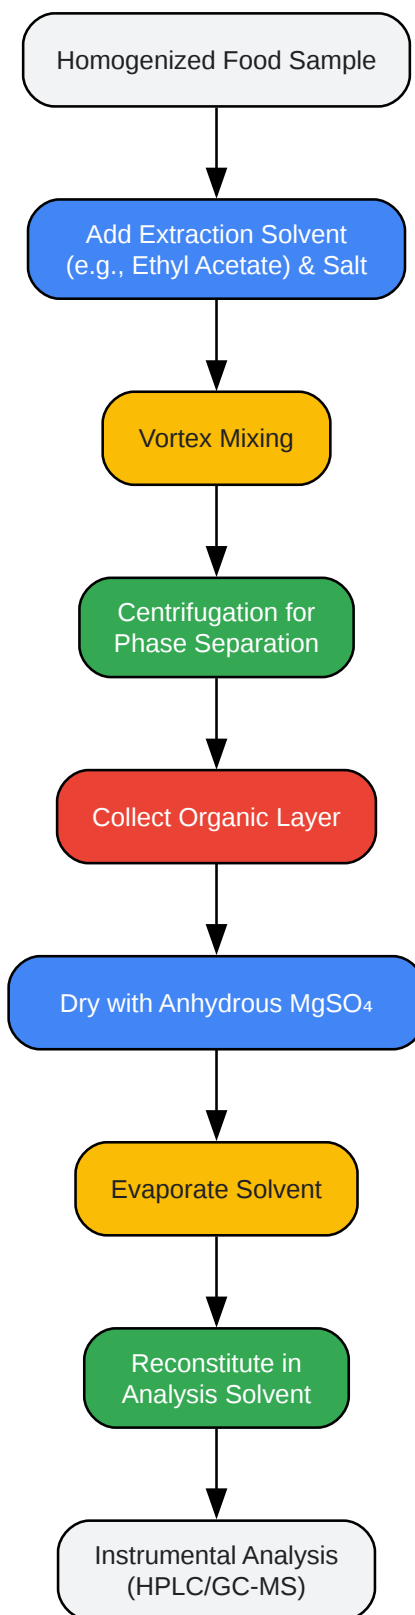 Homogenized Food Sample
Add Extraction Solvent
(e.g., Ethyl Acetate) & Salt
Vortex Mixing
Centrifugation for
Phase Separation
Collect Organic Layer
Dry with Anhydrous MgSO₄
Evaporate Solvent
Reconstitute in
Analysis Solvent
Instrumental Analysis
(HPLC/GC-MS)